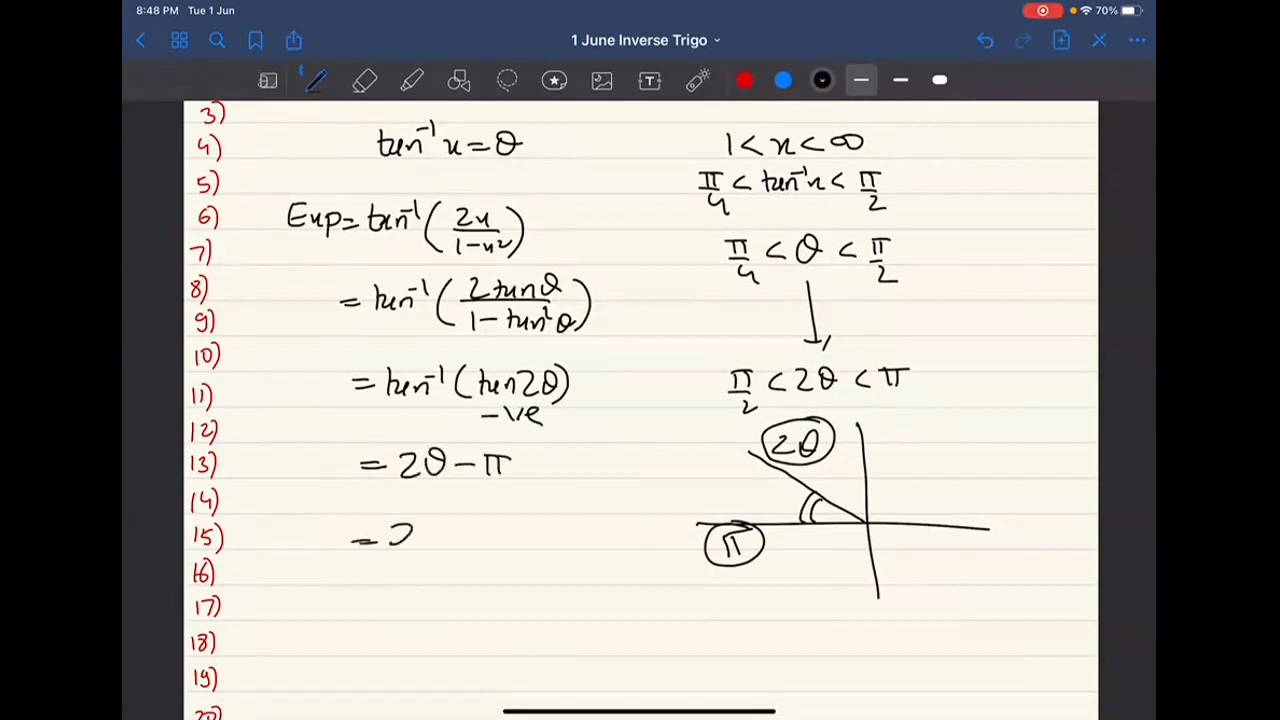 8:48 PM Tue 1 Jun
70%
1 June Inverse Trigo
3)
4) tan⁻¹ x = θ
1 < x < ∞
5) π/4 < tan⁻¹x < π/2
6) Exp = tan⁻¹ ( 2x / 1 - x² )
7) π/4 < θ < π/2
8) = tan⁻¹ ( 2tanθ / 1 - tan²θ )
9)
10)
11) = tan⁻¹ (tan2θ)
π/2 < 2θ < π
-ve
12)
2θ
13) = 2θ - π
14)
15) = 2
π
16)
17)
18)
19)
20)